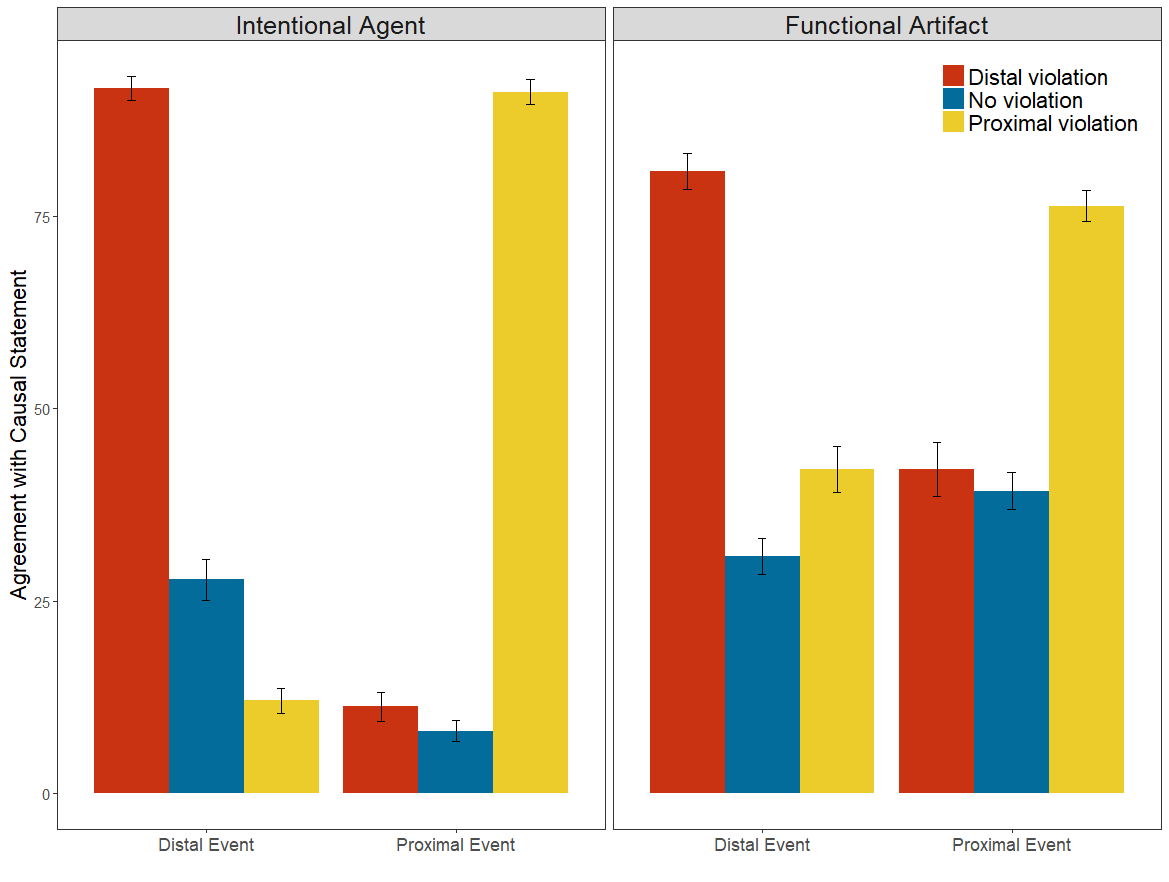 Intentional Agent
Functional Artifact
Distal violation
No violation
Proximal violation
Agreement with Causal Statement
75
50
25
0
Distal Event
Proximal Event
Distal Event
Proximal Event